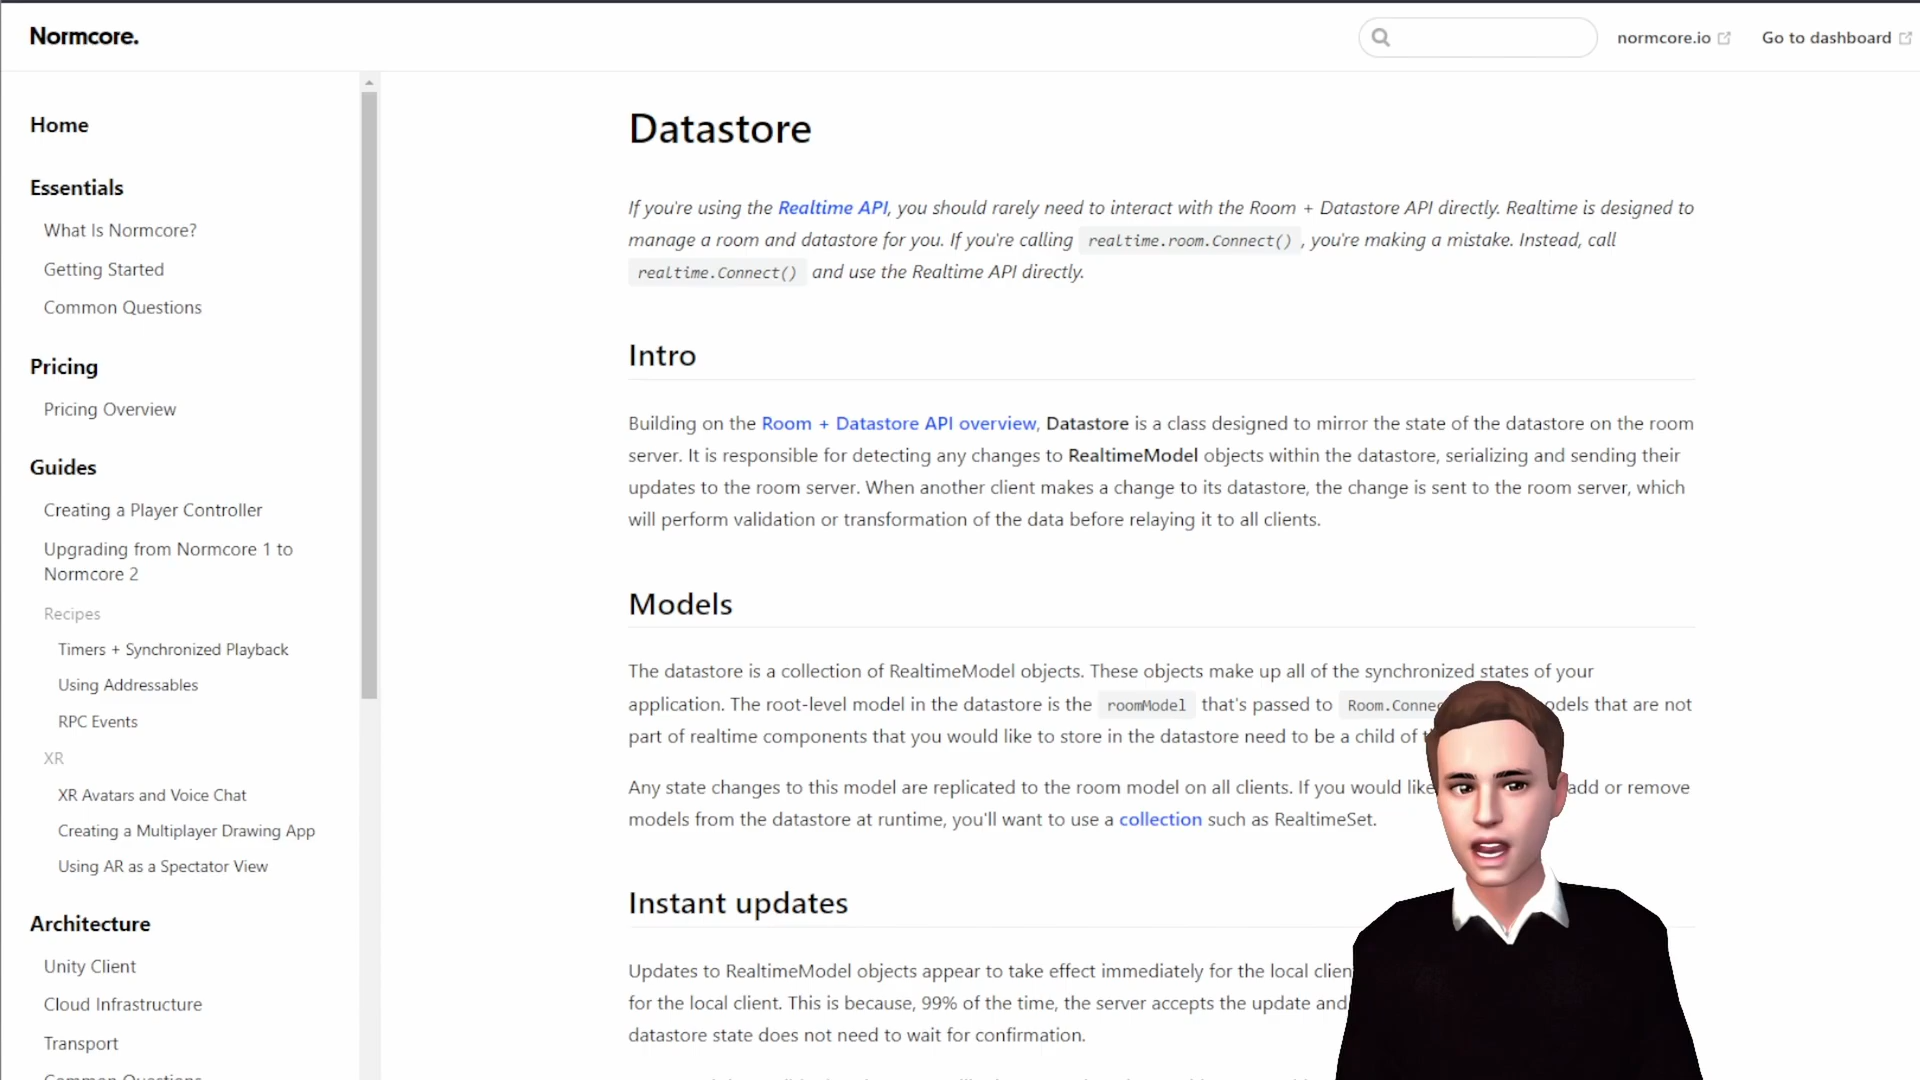 Normcore.
normcore.io
Go to dashboard
Home
Essentials
What Is Normcore?
Getting Started
Common Questions
Pricing
Pricing Overview
Guides
Creating a Player Controller
Upgrading from Normcore 1 to
Normcore 2
Recipes
Timers + Synchronized Playback
Using Addressables
RPC Events
XR
XR Avatars and Voice Chat
Creating a Multiplayer Drawing App
Using AR as a Spectator View
Architecture
Unity Client
Cloud Infrastructure
Transport
Common Questions
Datastore
If you're using the Realtime API, you should rarely need to interact with the Room + Datastore API directly. Realtime is designed to
manage a room and datastore for you. If you're calling realtime.room.Connect() , you're making a mistake. Instead, call
realtime.Connect() and use the Realtime API directly.
Intro
Building on the Room + Datastore API overview, Datastore is a class designed to mirror the state of the datastore on the room
server. It is responsible for detecting any changes to RealtimeModel objects within the datastore, serializing and sending their
updates to the room server. When another client makes a change to its datastore, the change is sent to the room server, which
will perform validation or transformation of the data before relaying it to all clients.
Models
The datastore is a collection of RealtimeModel objects. These objects make up all of the synchronized states of your
application. The root-level model in the datastore is the roomModel that's passed to Room.Connec odels that are not
part of realtime components that you would like to store in the datastore need to be a child of
Any state changes to this model are replicated to the room model on all clients. If you would like add or remove
models from the datastore at runtime, you'll want to use a collection such as RealtimeSet.
Instant updates
Updates to RealtimeModel objects appear to take effect immediately for the local clien
for the local client. This is because, 99% of the time, the server accepts the update and
datastore state does not need to wait for confirmation.